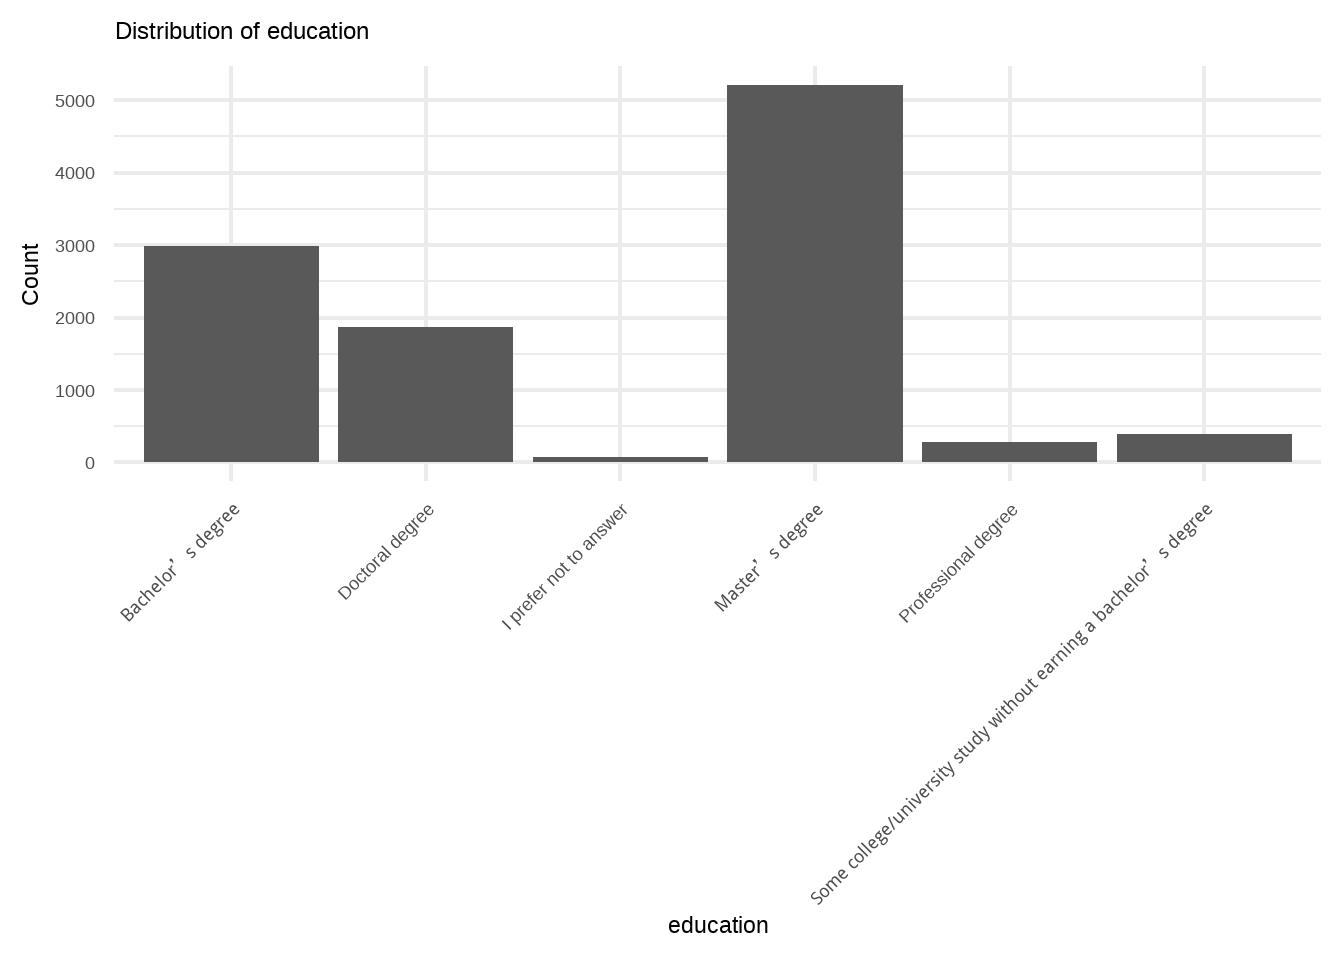 Distribution of education
Count
5000
4000
3000
2000
1000
0
Bachelor’s degree
Doctoral degree
I prefer not to answer
Master’s degree
Professional degree
Some college/university study without earning a bachelor’s degree
education